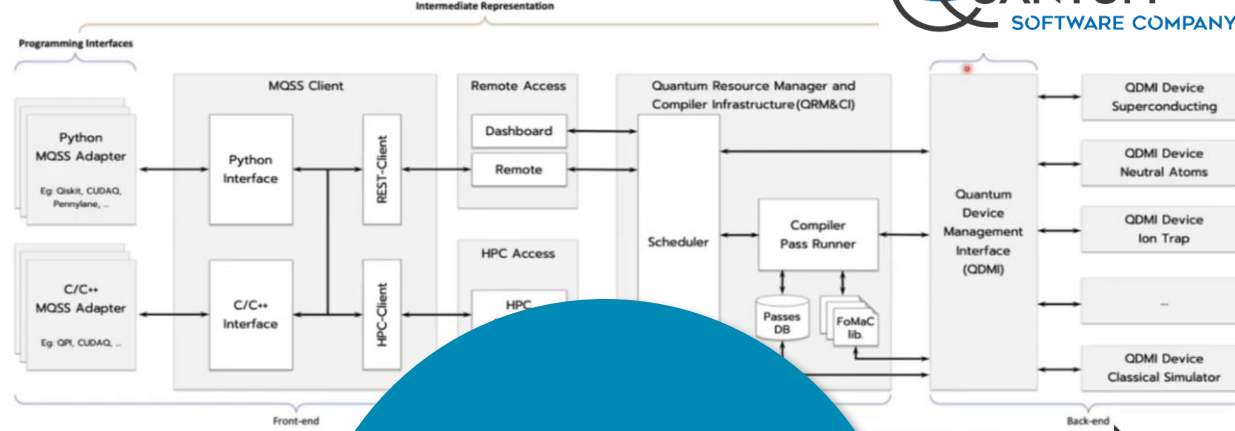 Intermediate Representation
SOFTWARE COMPANY
Programming Interfaces
MQSS Client
Remote Access
Quantum Resource Manager and
Compiler Infrastructure (QRM&CI)
QDMI Device
Superconducting
Python
MQSS Adapter
Eg: Qiskit, CUDAQ,
Pennylane, ...
Python
Interface
REST-Client
Dashboard
Remote
QDMI Device
Neutral Atoms
Quantum
Device
Management
Interface
(QDMI)
Scheduler
Compiler
Pass Runner
QDMI Device
Ion Trap
HPC Access
HPC
C/C++
MQSS Adapter
Eg: QPI, CUDAQ, ...
C/C++
Interface
HPC-Client
Passes
DB
FoMaC
lib.
...
QDMI Device
Classical Simulator
Front-end
Back-end